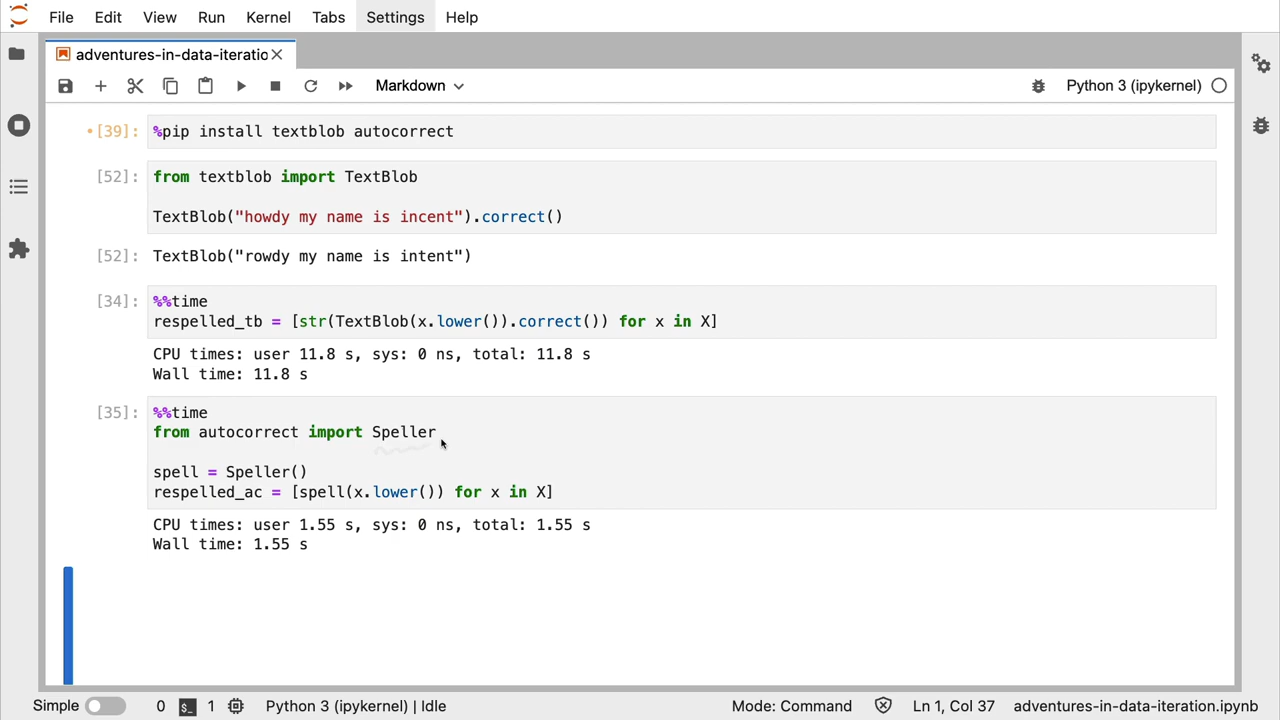 File Edit View Run Kernel Tabs Settings Help
adventures-in-data-iteratio
Markdown Python 3 (ipykernel)
[39]: %pip install textblob autocorrect
[52]: from textblob import TextBlob
TextBlob("howdy my name is incent").correct()
[52]: TextBlob("rowdy my name is intent")
[34]: %%time
respelled_tb = [str(TextBlob(x.lower()).correct()) for x in X]
CPU times: user 11.8 s, sys: 0 ns, total: 11.8 s
Wall time: 11.8 s
[35]: %%time
from autocorrect import Speller
spell = Speller()
respelled_ac = [spell(x.lower()) for x in X]
CPU times: user 1.55 s, sys: 0 ns, total: 1.55 s
Wall time: 1.55 s
Simple 0 $_ 1 Python 3 (ipykernel) | Idle Mode: Command Ln 1, Col 37 adventures-in-data-iteration.ipynb